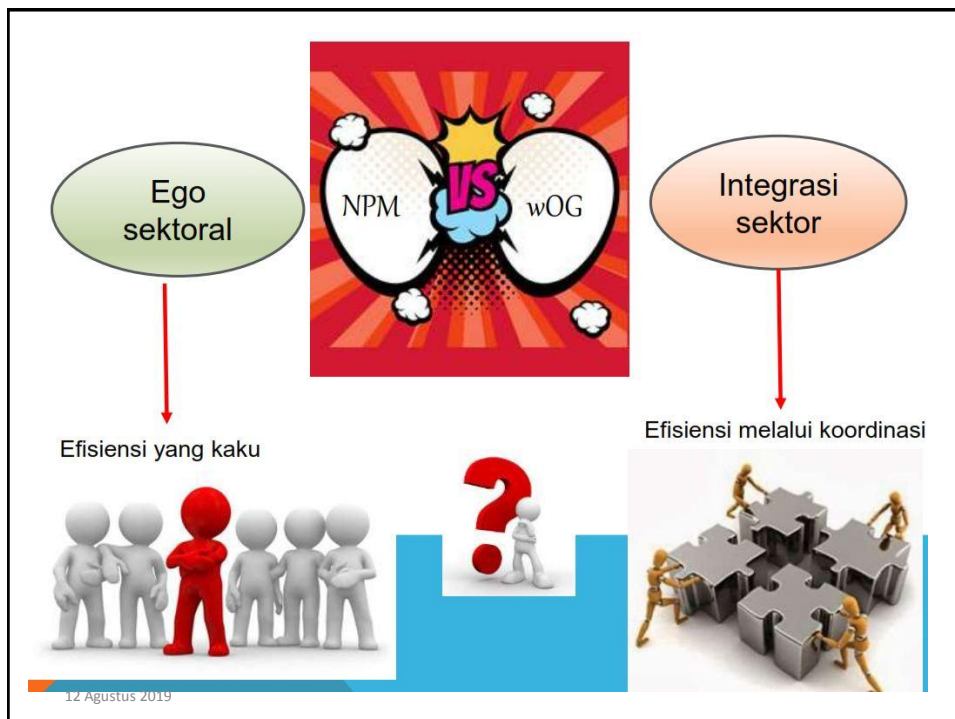 Ego
sektoral
NPM
VS
wOG
Integrasi
sektor
Efisiensi yang kaku
Efisiensi melalui koordinasi
?
12 Agustus 2019